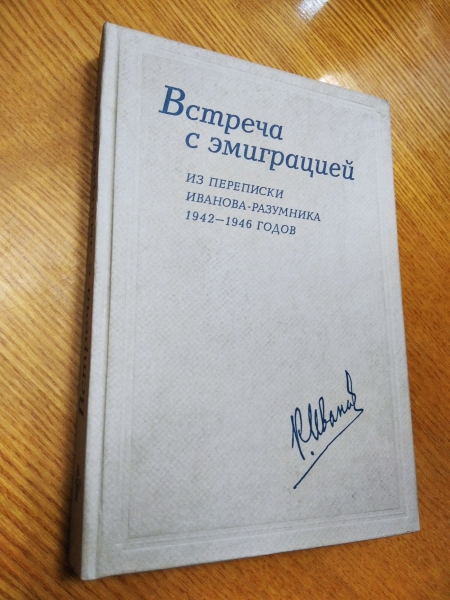 Встреча
с эмиграцией
ИЗ ПЕРЕПИСКИ
ИВАНОВА-РАЗУМНИКА
1942–1946 ГОДОВ
Р. Иванов